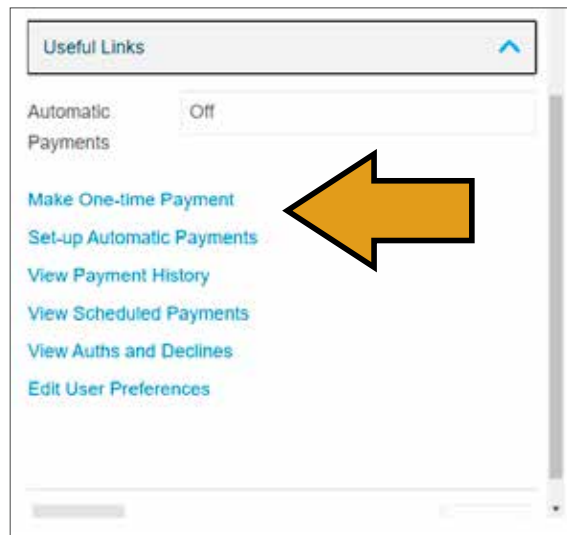 Useful Links
Automatic Off
Payments
Make One-time Payment
Set-up Automatic Payments
View Payment History
View Scheduled Payments
View Auths and Declines
Edit User Preferences